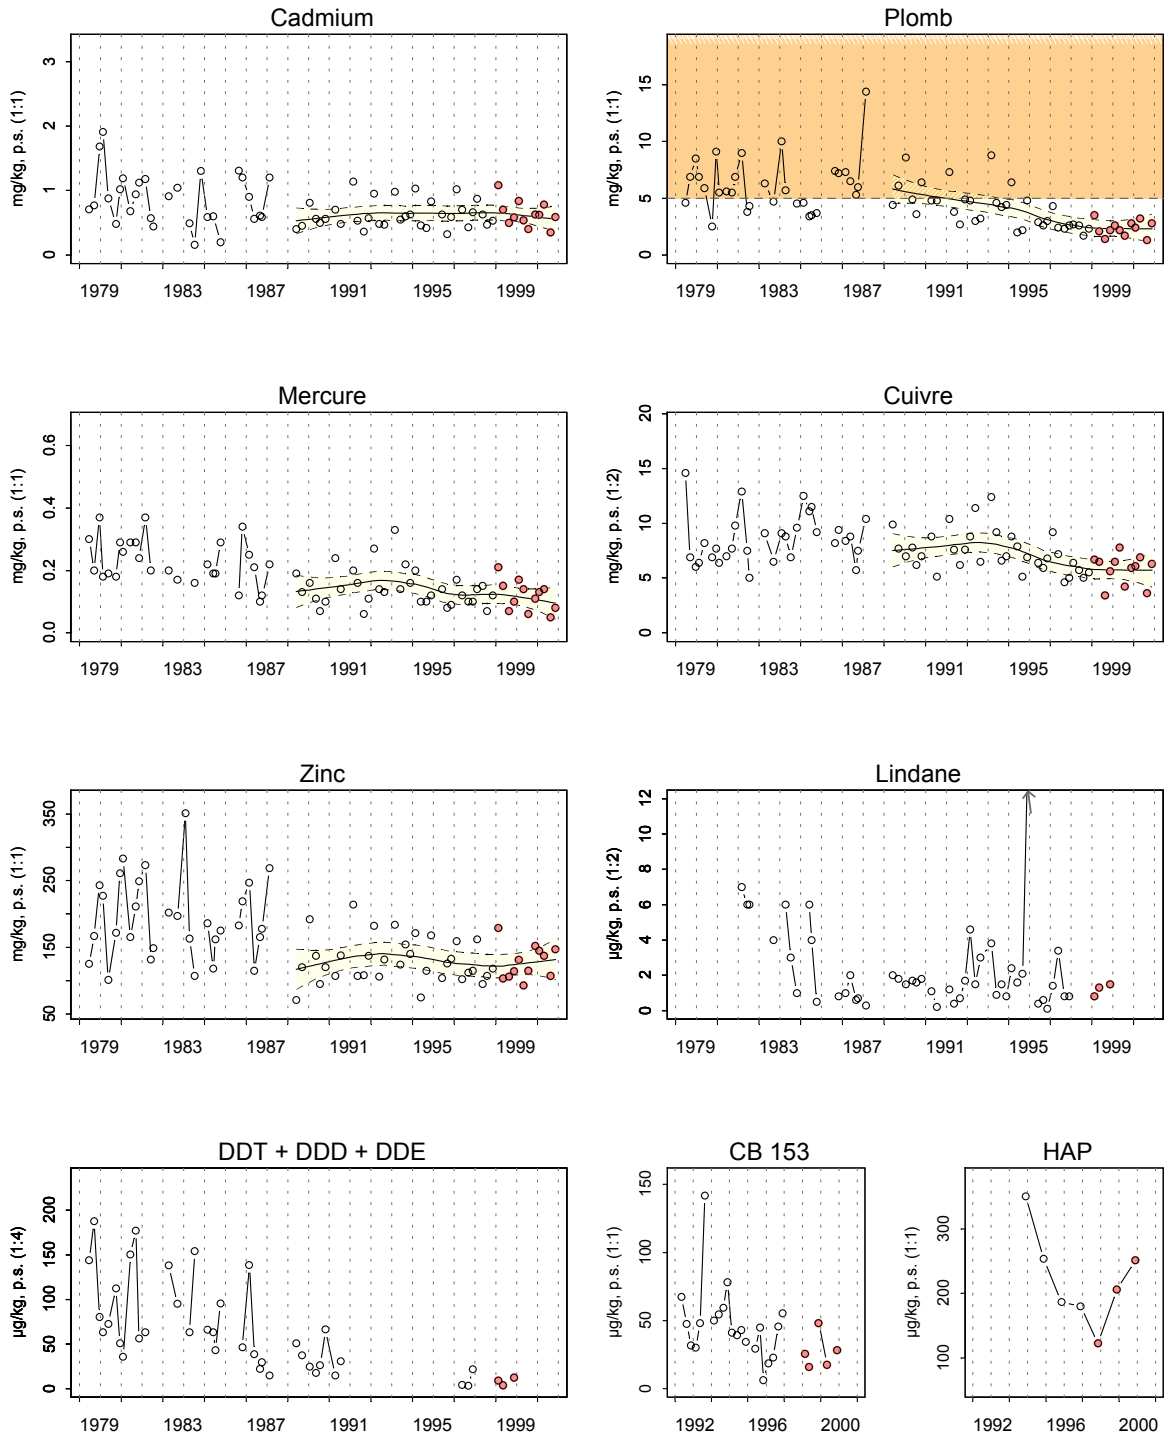 Cadmium
mg/kg, p.s. (1:1)
0 1 2 3
1979 1983 1987 1991 1995 1999
Plomb
mg/kg, p.s. (1:1)
0 5 10 15
1979 1983 1987 1991 1995 1999
Mercure
mg/kg, p.s. (1:1)
0.0 0.2 0.4 0.6
1979 1983 1987 1991 1995 1999
Cuivre
mg/kg, p.s. (1:2)
0 5 10 15 20
1979 1983 1987 1991 1995 1999
Zinc
mg/kg, p.s. (1:1)
50 150 250 350
1979 1983 1987 1991 1995 1999
Lindane
µg/kg, p.s. (1:2)
0 2 4 6 8 10 12
1979 1983 1987 1991 1995 1999
DDT + DDD + DDE
µg/kg, p.s. (1:4)
0 50 100 150 200
1979 1983 1987 1991 1995 1999
CB 153
µg/kg, p.s. (1:1)
0 50 100 150
1992 1996 2000
HAP
µg/kg, p.s. (1:1)
100 200 300
1992 1996 2000